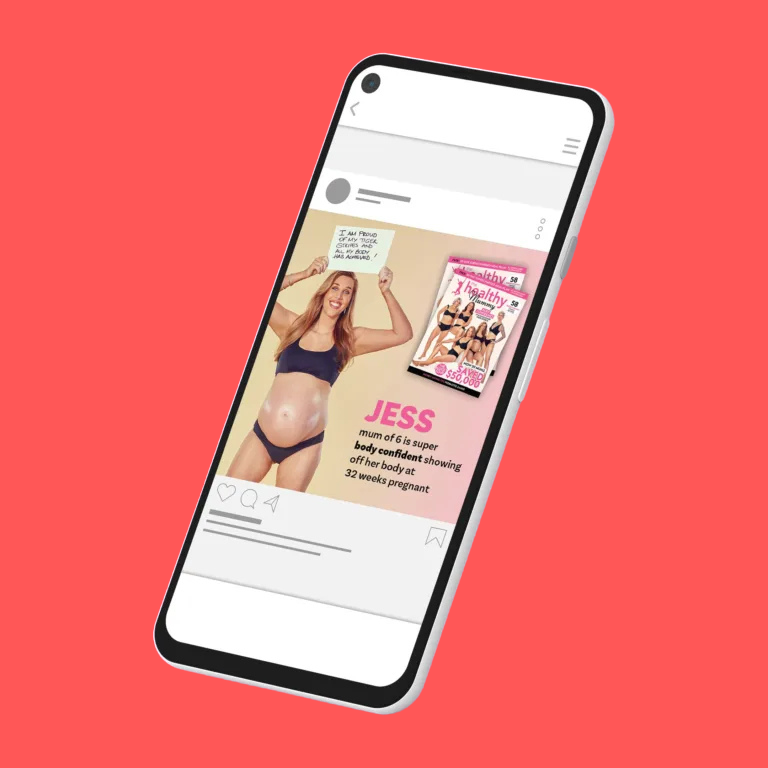 I AM PROUD
OF MY TIGER
STRIPES AND
ALL MY BODY
HAS ACHIEVED!
healthy
58
healthy
Mummy
58
SAVED
$50,000
JESS
mum of 6 is super
body confident showing
off her body at
32 weeks pregnant